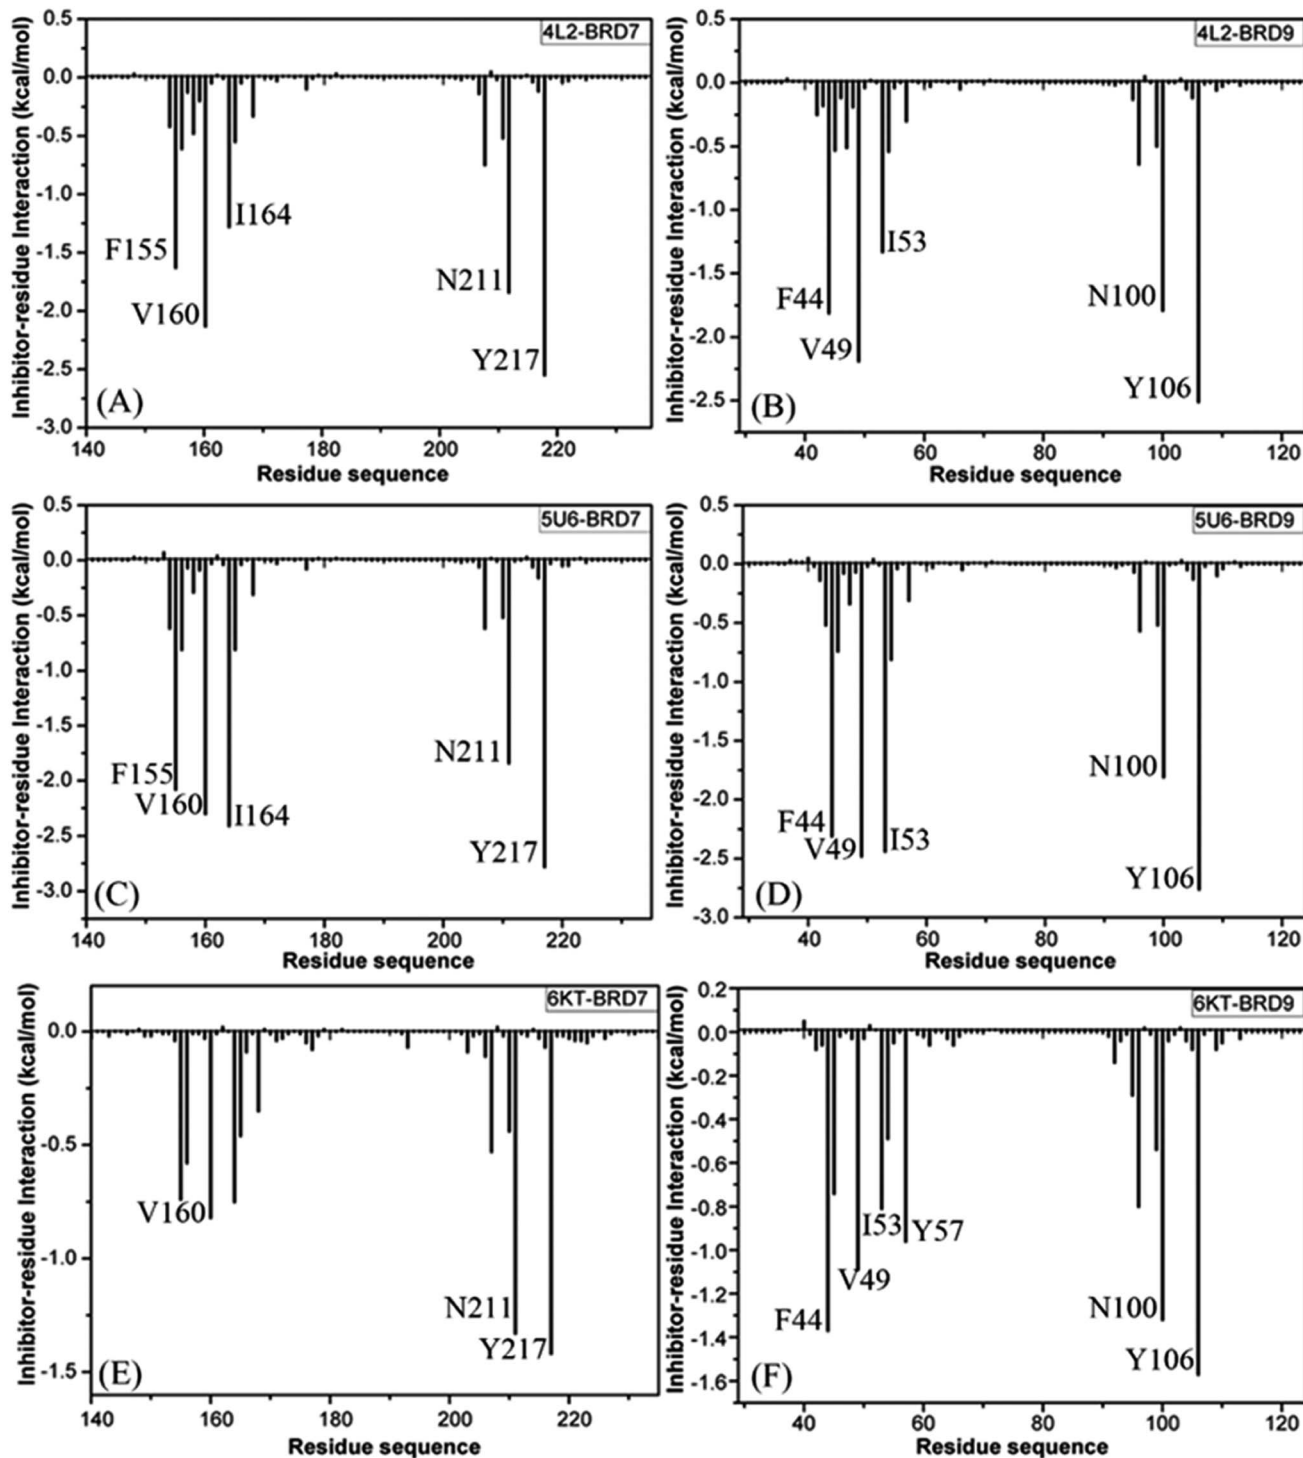 4L2-BRD7
Inhibitor-residue Interaction (kcal/mol)
0.5
0.0
-0.5
-1.0
-1.5
-2.0
-2.5
-3.0
F155
V160
I164
N211
Y217
(A)
140 160 180 200 220
Residue sequence
4L2-BRD9
Inhibitor-residue Interaction (kcal/mol)
0.5
0.0
-0.5
-1.0
-1.5
-2.0
-2.5
F44
V49
I53
N100
Y106
(B)
40 60 80 100 120
Residue sequence
5U6-BRD7
Inhibitor-residue Interaction (kcal/mol)
0.5
0.0
-0.5
-1.0
-1.5
-2.0
-2.5
-3.0
F155
V160
I164
N211
Y217
(C)
140 160 180 200 220
Residue sequence
5U6-BRD9
Inhibitor-residue Interaction (kcal/mol)
0.5
0.0
-0.5
-1.0
-1.5
-2.0
-2.5
-3.0
F44
V49
I53
N100
Y106
(D)
40 60 80 100 120
Residue sequence
6KT-BRD7
Inhibitor-residue Interaction (kcal/mol)
0.0
-0.5
-1.0
-1.5
V160
N211
Y217
(E)
140 160 180 200 220
Residue sequence
6KT-BRD9
Inhibitor-residue Interaction (kcal/mol)
0.2
0.0
-0.2
-0.4
-0.6
-0.8
-1.0
-1.2
-1.4
-1.6
I53
Y57
V49
F44
N100
Y106
(F)
40 60 80 100 120
Residue sequence